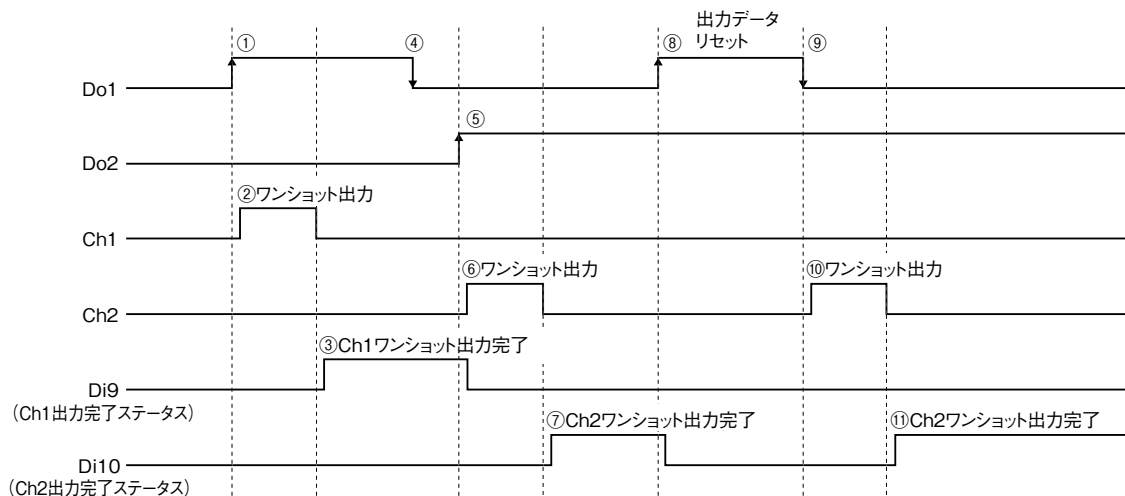 出力データ
リセット
① ④ ⑧ ⑨
Do1
⑤
Do2
②ワンショット出力
Ch1
⑥ワンショット出力 ⑩ワンショット出力
Ch2
③Ch1ワンショット出力完了
Di9
（Ch1出力完了ステータス）
⑦Ch2ワンショット出力完了 ⑪Ch2ワンショット出力完了
Di10
（Ch2出力完了ステータス）